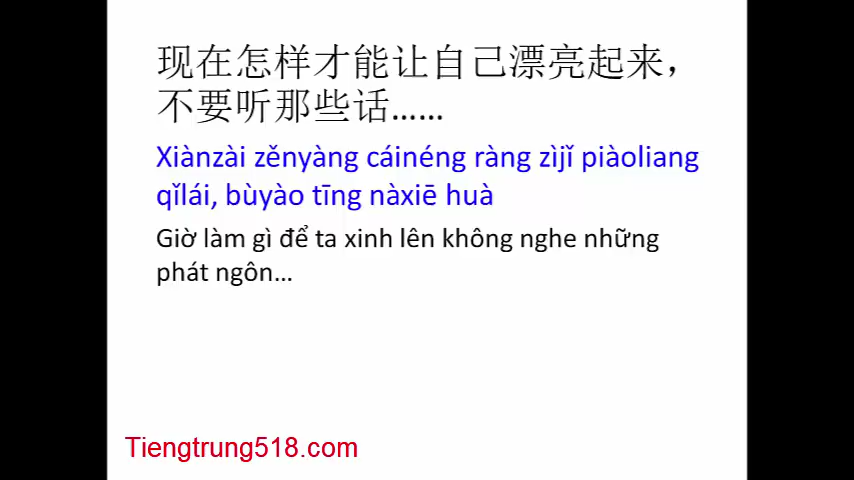 现在怎样才能让自己漂亮起来，
不要听那些话……
Xiànzài zěnyàng cáinéng ràng zìjǐ piàoliang
qǐlái, bùyào tīng nàxiē huà
Giờ làm gì để ta xinh lên không nghe những
phát ngôn…
Tiengtrung518.com